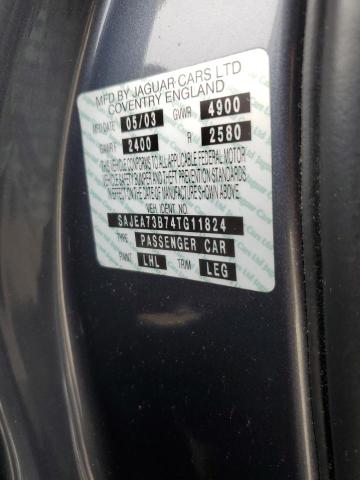 MFD BY JAGUAR CARS LTD
COVENTRY ENGLAND
MFD DATE 05/03 GVWR 4900
GAWR F 2400 R 2580
THIS VEHICLE CONFORMS TO ALL APPLICABLE FEDERAL MOTOR
VEHICLE SAFETY BUMPER AND THEFT PREVENTION STANDARDS
IN EFFECT ON THE DATE OF MANUFACTURE SHOWN
ABOVE.
VEH. IDENT No.
SAJEA73B74TG11824
TYPE PASSENGER CAR
PAINT LHL TRIM LEG